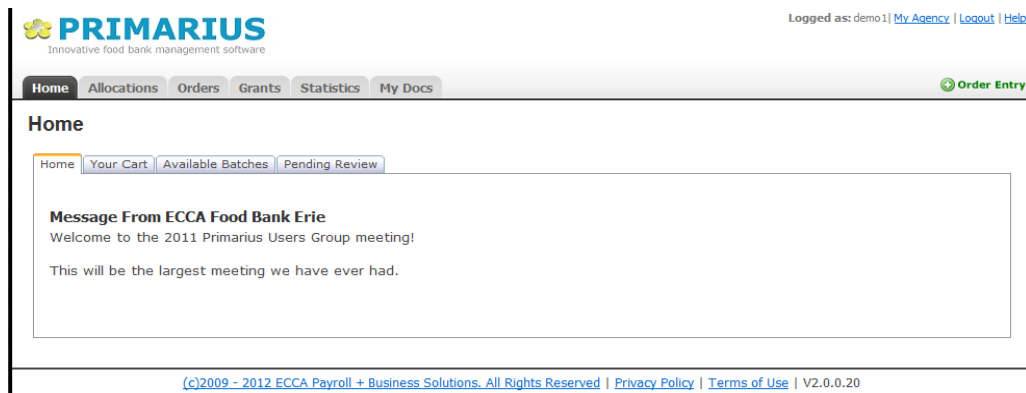 Logged as: demo1| My Agency | Logout | Help
PRIMARIUS
Innovative food bank management software
Home Allocations Orders Grants Statistics My Docs Order Entry
Home
Home Your Cart Available Batches Pending Review
Message From ECCA Food Bank Erie
Welcome to the 2011 Primarius Users Group meeting!
This will be the largest meeting we have ever had.
(c)2009 - 2012 ECCA Payroll + Business Solutions. All Rights Reserved | Privacy Policy | Terms of Use | V2.0.0.20